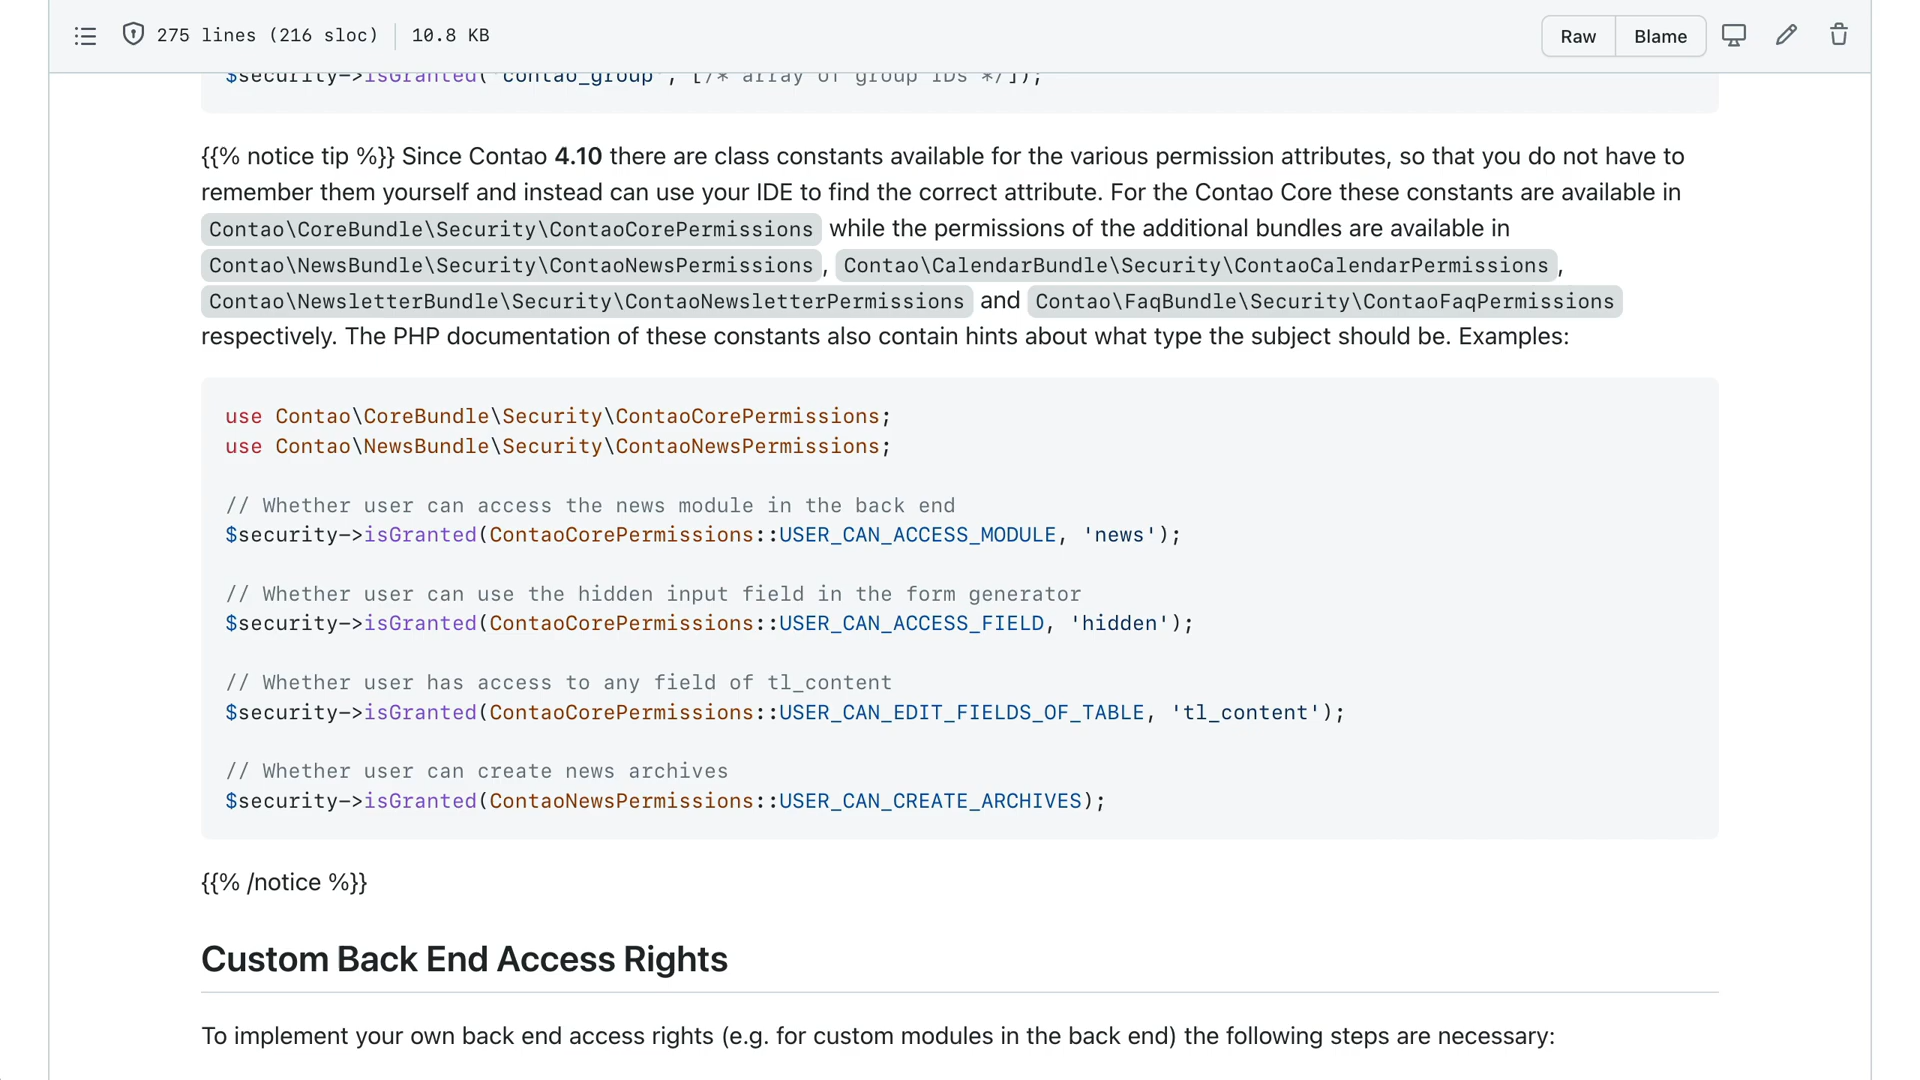 275 lines (216 sloc) 10.8 KB Raw Blame
$security->isGranted('contao_group', [/* array of group IDs */]);
{{% notice tip %}} Since Contao 4.10 there are class constants available for the various permission attributes, so that you do not have to
remember them yourself and instead can use your IDE to find the correct attribute. For the Contao Core these constants are available in
Contao\CoreBundle\Security\ContaoCorePermissions while the permissions of the additional bundles are available in
Contao\NewsBundle\Security\ContaoNewsPermissions, Contao\CalendarBundle\Security\ContaoCalendarPermissions,
Contao\NewsletterBundle\Security\ContaoNewsletterPermissions and Contao\FaqBundle\Security\ContaoFaqPermissions
respectively. The PHP documentation of these constants also contain hints about what type the subject should be. Examples:
use Contao\CoreBundle\Security\ContaoCorePermissions;
use Contao\NewsBundle\Security\ContaoNewsPermissions;
// Whether user can access the news module in the back end
$security->isGranted(ContaoCorePermissions::USER_CAN_ACCESS_MODULE, 'news');
// Whether user can use the hidden input field in the form generator
$security->isGranted(ContaoCorePermissions::USER_CAN_ACCESS_FIELD, 'hidden');
// Whether user has access to any field of tl_content
$security->isGranted(ContaoCorePermissions::USER_CAN_EDIT_FIELDS_OF_TABLE, 'tl_content');
// Whether user can create news archives
$security->isGranted(ContaoNewsPermissions::USER_CAN_CREATE_ARCHIVES);
{{% /notice %}}
Custom Back End Access Rights
To implement your own back end access rights (e.g. for custom modules in the back end) the following steps are necessary: